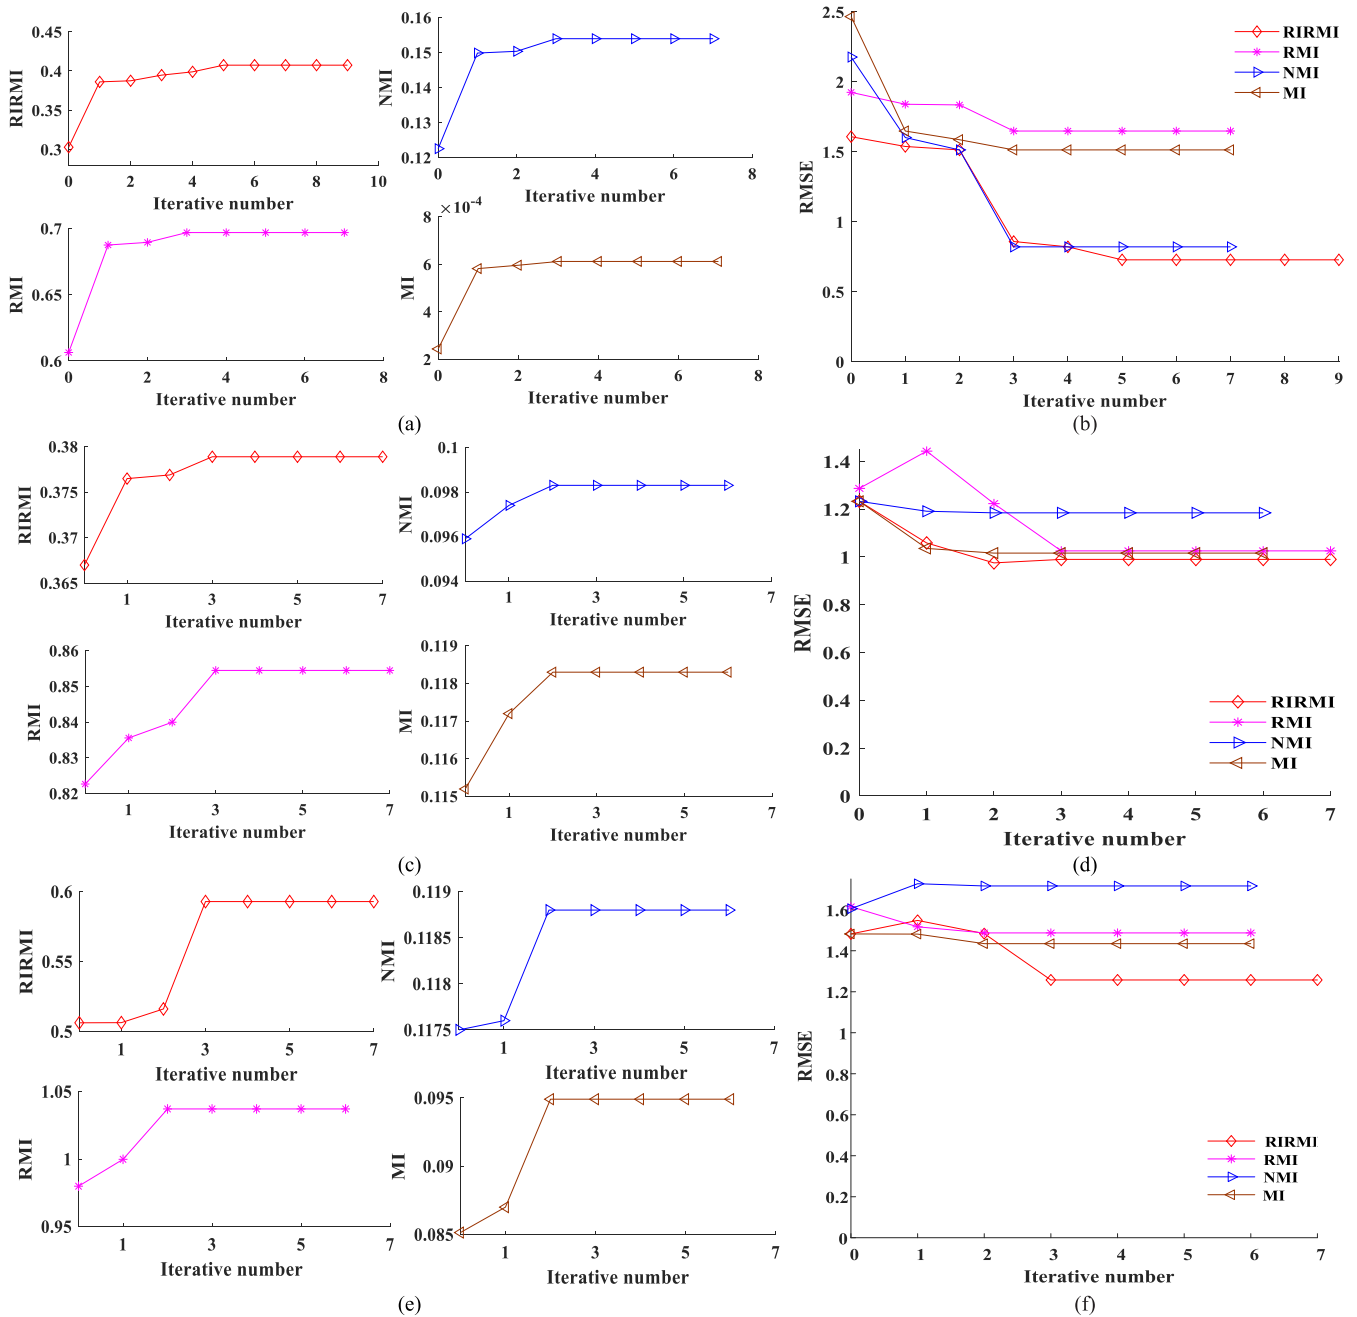 0.45
0.4
0.35
0.3
RIRMI
0 2 4 6 8 10
Iterative number
0.16
0.15
0.14
0.13
0.12
NMI
0 2 4 6 8
Iterative number
0.7
0.65
0.6
RMI
0 2 4 6 8
Iterative number
×10-4
8
6
4
2
MI
0 2 4 6 8
Iterative number
(a)
2.5
2
1.5
1
0.5
0
RMSE
RIRMI
RMI
NMI
MI
0 1 2 3 4 5 6 7 8 9
Iterative number
(b)
0.38
0.375
0.37
0.365
RIRMI
1 3 5 7
Iterative number
0.1
0.098
0.096
0.094
NMI
1 3 5 7
Iterative number
0.86
0.85
0.84
0.83
0.82
RMI
1 3 5 7
Iterative number
0.119
0.118
0.117
0.116
0.115
MI
1 3 5 7
Iterative number
(c)
1.4
1.2
1
0.8
0.6
0.4
0.2
0
RMSE
RIRMI
RMI
NMI
MI
0 1 2 3 4 5 6 7
Iterative number
(d)
0.6
0.55
0.5
RIRMI
1 3 5 7
Iterative number
0.119
0.1185
0.118
0.1175
NMI
1 3 5 7
Iterative number
1.05
1
0.95
RMI
1 3 5 7
Iterative number
0.095
0.09
0.085
MI
1 3 5 7
Iterative number
(e)
1.6
1.4
1.2
1
0.8
0.6
0.4
0.2
0
RMSE
RIRMI
RMI
NMI
MI
0 1 2 3 4 5 6 7
Iterative number
(f)